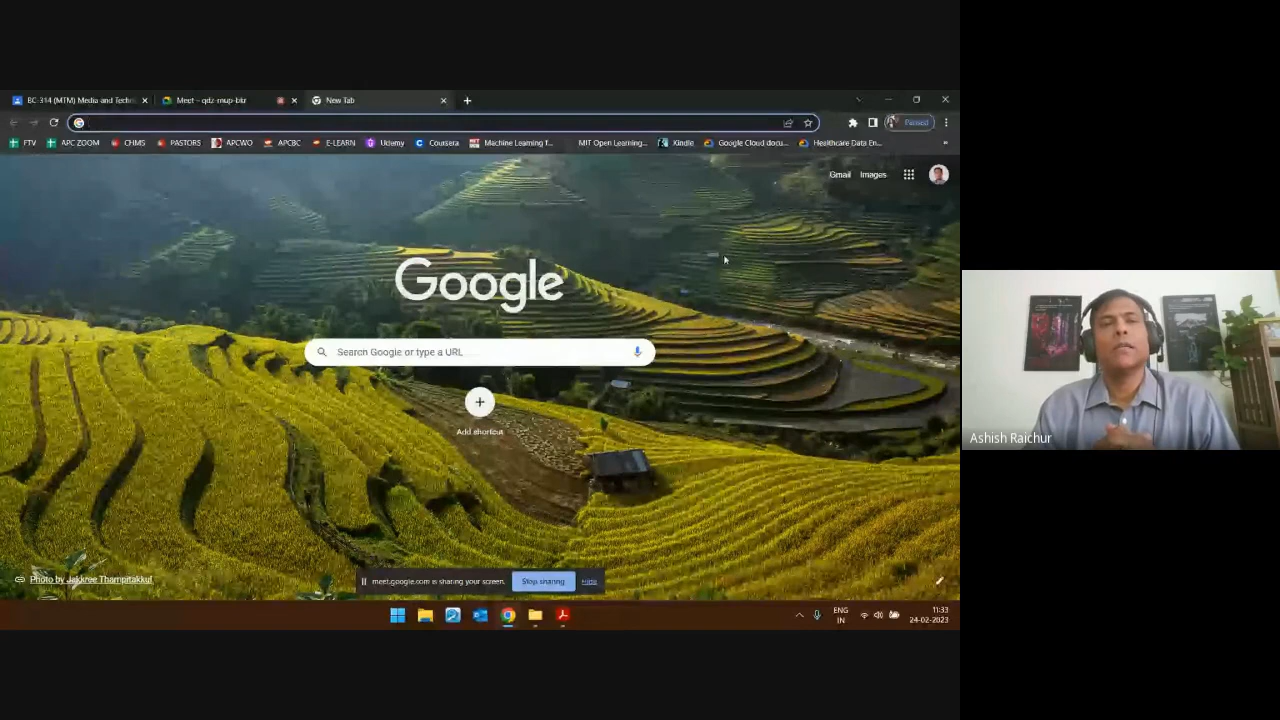 BC-314 (MTM) Media and Techn
Meet – qdz-mup-btz
New Tab
Paused
FTV
APC ZOOM
CHMS
PASTORS
APCWO
APCBC
E-LEARN
Udemy
Coursera
Machine Learning T...
MIT Open Learning...
Kindle
Google Cloud docu...
Healthcare Data En...
Gmail
Images
Google
Search Google or type a URL
Add shortcut
Ashish Raichur
Photo by Jakkree Thampitakkul
meet.google.com is sharing your screen.
Stop sharing
Hide
ENG
IN
11:33
24-02-2023